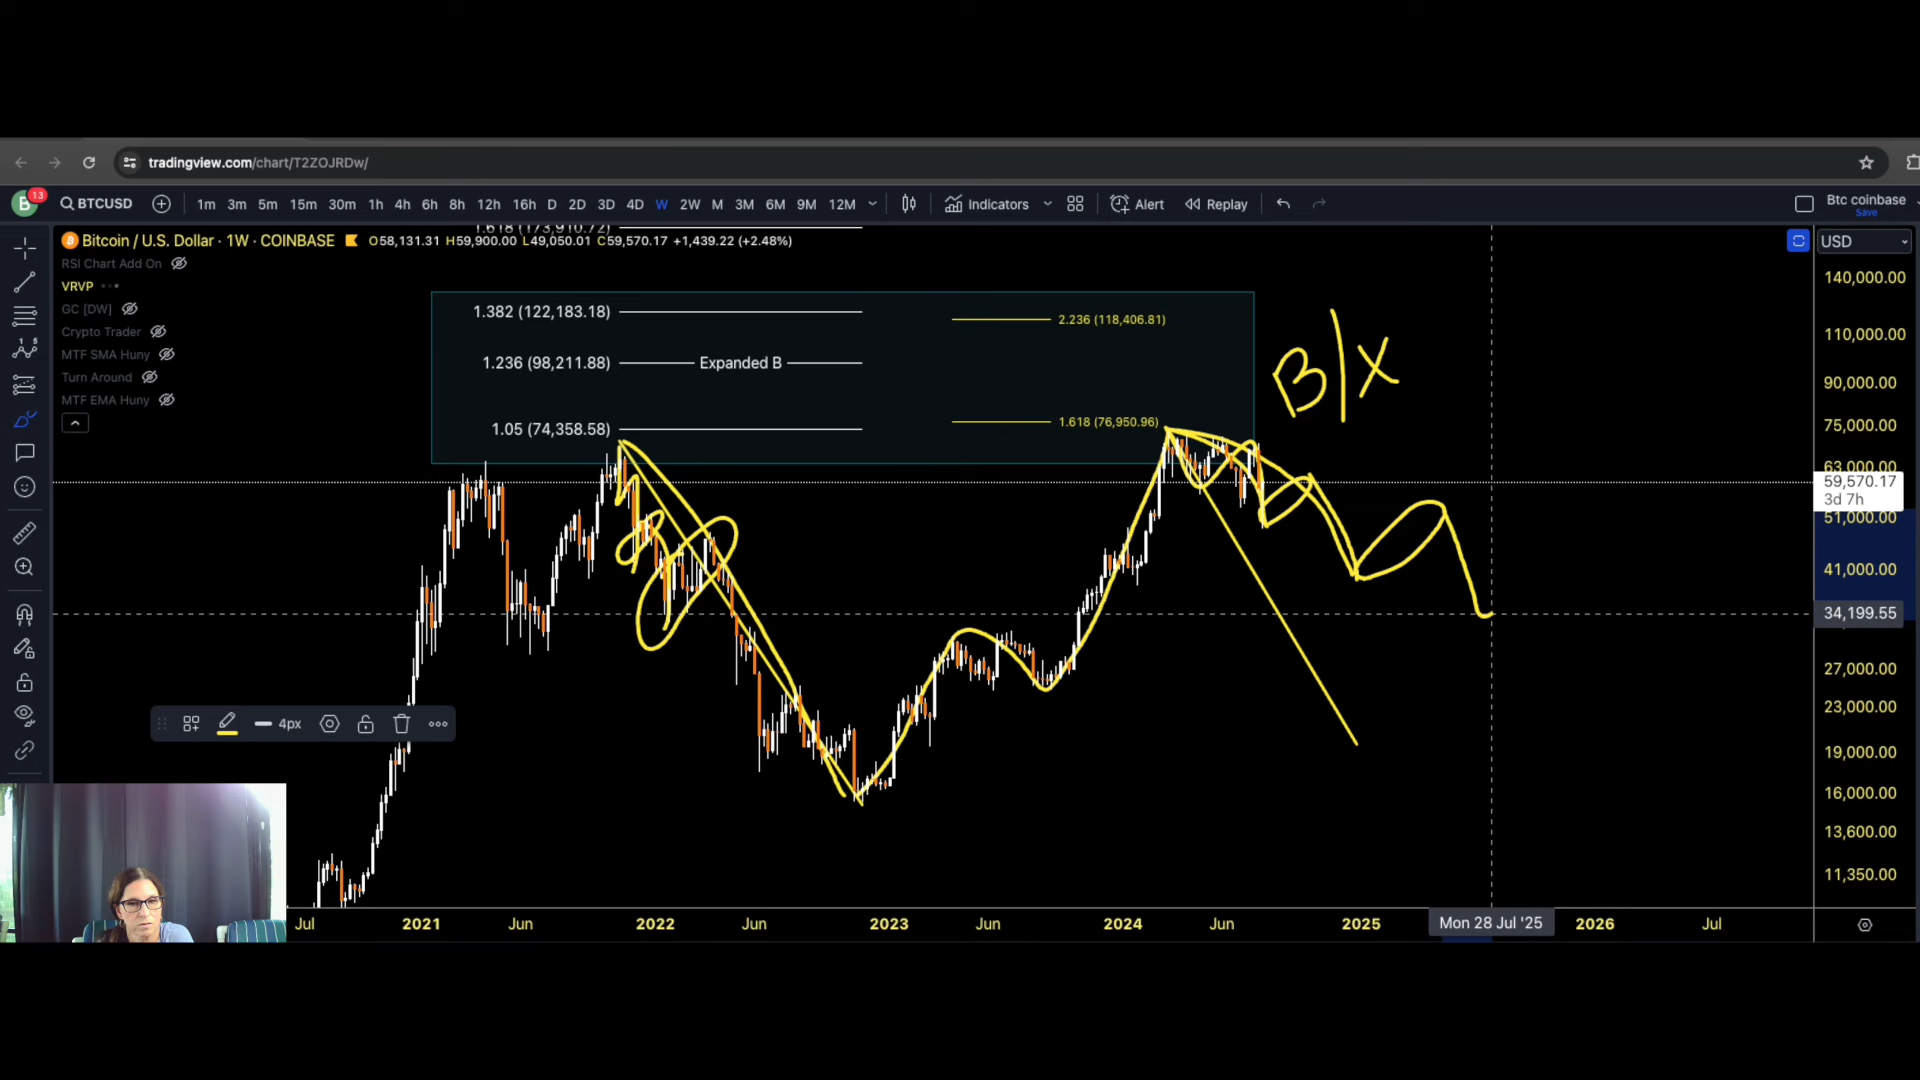 tradingview.com/chart/T2ZOJRDw/
B 13 BTCUSD 1m 3m 5m 15m 30m 1h 4h 6h 8h 12h 16h D 2D 3D 4D W 2W M 3M 6M 9M 12M Indicators Alert Replay Btc coinbase
Save
1.618 (173,910.72)
Bitcoin / U.S. Dollar · 1W · COINBASE O58,131.31 H59,900.00 L49,050.01 C59,570.17 +1,439.22 (+2.48%) USD
RSI Chart Add On
VRVP
GC [DW]
Crypto Trader
MTF SMA Huny
Turn Around
MTF EMA Huny
1.382 (122,183.18)
2.236 (118,406.81)
1.236 (98,211.88) Expanded B
1.05 (74,358.58)
1.618 (76,950.96)
B/X
140,000.00
110,000.00
90,000.00
75,000.00
63,000.00
59,570.17
3d 7h
51,000.00
41,000.00
34,199.55
27,000.00
23,000.00
19,000.00
16,000.00
13,600.00
11,350.00
4px
Jul 2021 Jun 2022 Jun 2023 Jun 2024 Jun 2025 Mon 28 Jul '25 2026 Jul